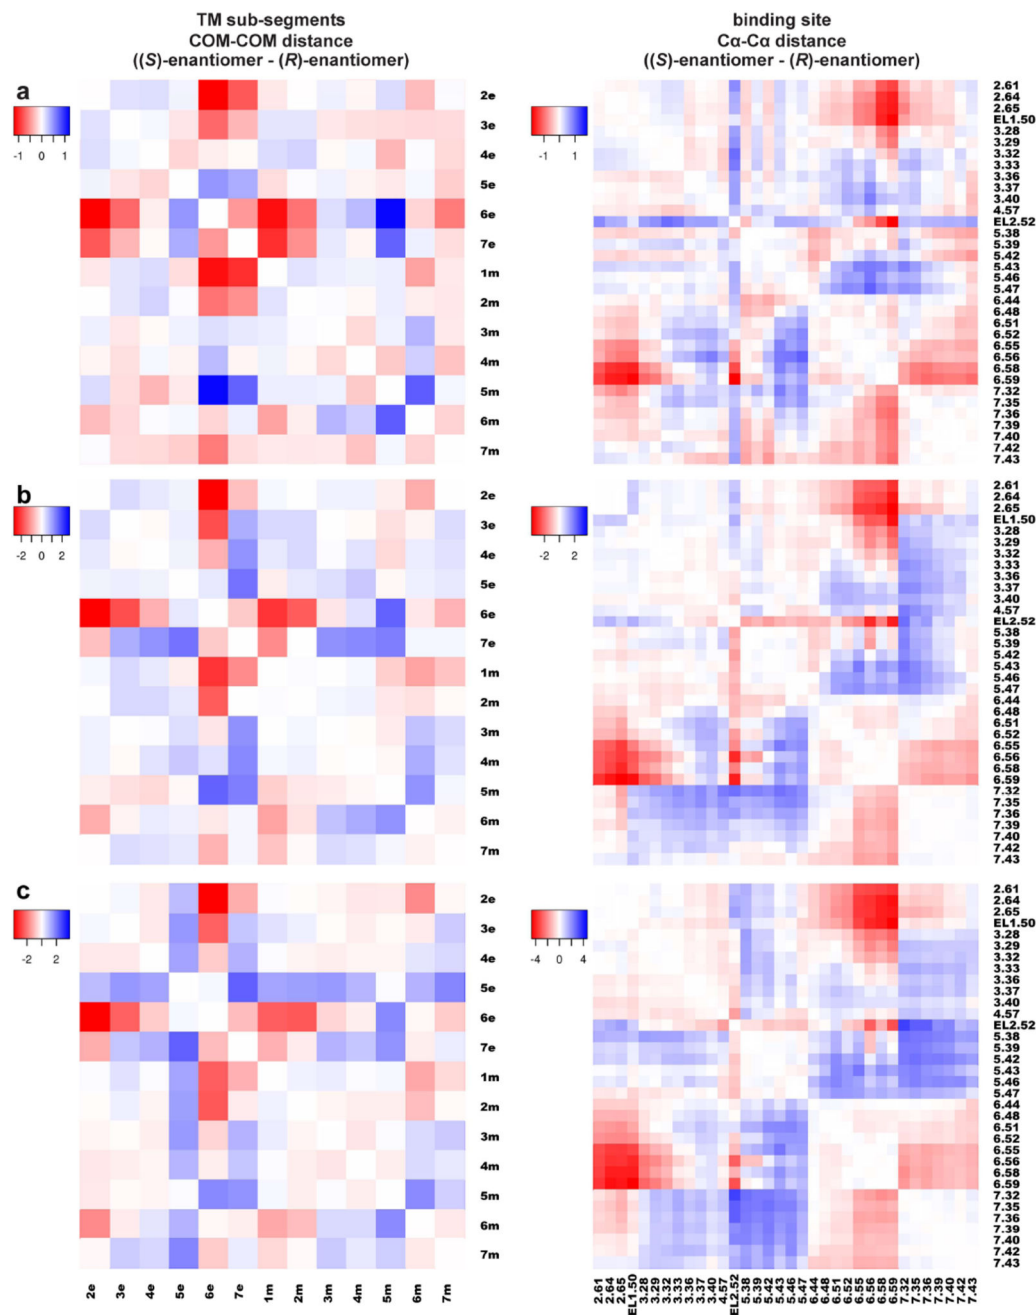 TM sub-segments
COM-COM distance
((S)-enantiomer - (R)-enantiomer)
binding site
Cα-Cα distance
((S)-enantiomer - (R)-enantiomer)
a
-1 0 1
2e
3e
4e
5e
6e
7e
1m
2m
3m
4m
5m
6m
7m
-1 1
2.61
2.64
2.65
EL1.50
3.28
3.29
3.32
3.33
3.36
3.37
3.40
4.57
EL2.52
5.38
5.39
5.42
5.43
5.46
5.47
6.44
6.48
6.51
6.52
6.55
6.56
6.58
6.59
7.32
7.35
7.36
7.39
7.40
7.42
7.43
b
-2 0 2
2e
3e
4e
5e
6e
7e
1m
2m
3m
4m
5m
6m
7m
-2 2
2.61
2.64
2.65
EL1.50
3.28
3.29
3.32
3.33
3.36
3.37
3.40
4.57
EL2.52
5.38
5.39
5.42
5.43
5.46
5.47
6.44
6.48
6.51
6.52
6.55
6.56
6.58
6.59
7.32
7.35
7.36
7.39
7.40
7.42
7.43
c
-2 2
2e
3e
4e
5e
6e
7e
1m
2m
3m
4m
5m
6m
7m
-4 0 4
2.61
2.64
2.65
EL1.50
3.28
3.29
3.32
3.33
3.36
3.37
3.40
4.57
EL2.52
5.38
5.39
5.42
5.43
5.46
5.47
6.44
6.48
6.51
6.52
6.55
6.56
6.58
6.59
7.32
7.35
7.36
7.39
7.40
7.42
7.43
2e 3e 4e 5e 6e 7e 1m 2m 3m 4m 5m 6m 7m
2.61 2.64 2.65 EL1.50 3.28 3.29 3.32 3.33 3.36 3.37 3.40 4.57 EL2.52 5.38 5.39 5.42 5.43 5.46 5.47 6.44 6.48 6.51 6.52 6.55 6.56 6.58 6.59 7.32 7.35 7.36 7.39 7.40 7.42 7.43